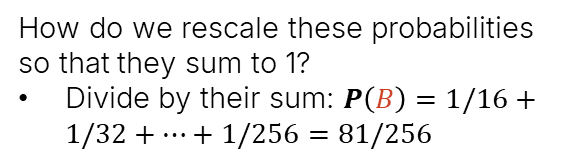 How do we rescale these probabilities
so that they sum to 1?
• Divide by their sum: P(B) = 1/16 +
1/32 + ⋯ + 1/256 = 81/256